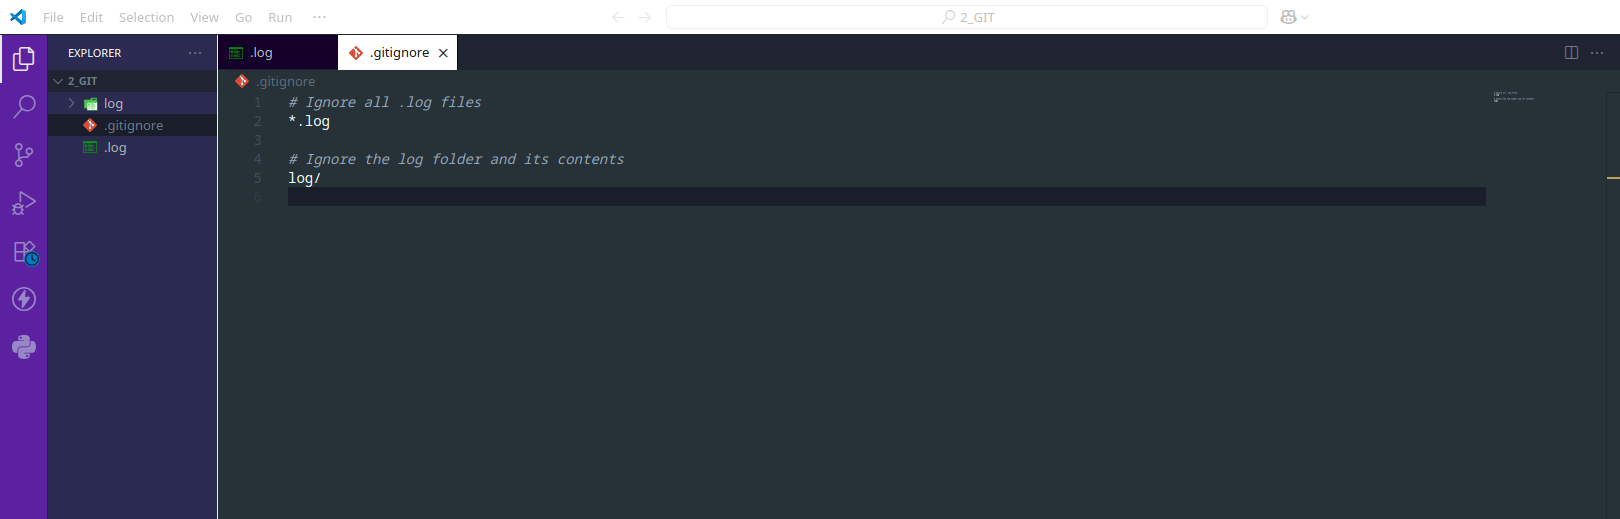 File Edit Selection View Go Run ···
2_GIT
EXPLORER ···
2_GIT
log
.gitignore
.log
.log
.gitignore
.gitignore
1 # Ignore all .log files
2 *.log
3
4 # Ignore the log folder and its contents
5 log/
6